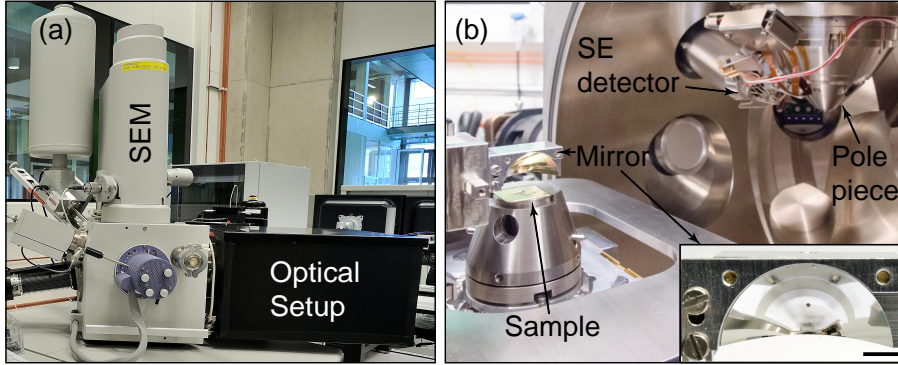 (a)
SEM
Optical
Setup
(b)
SE
detector
Mirror
Pole
piece
Sample